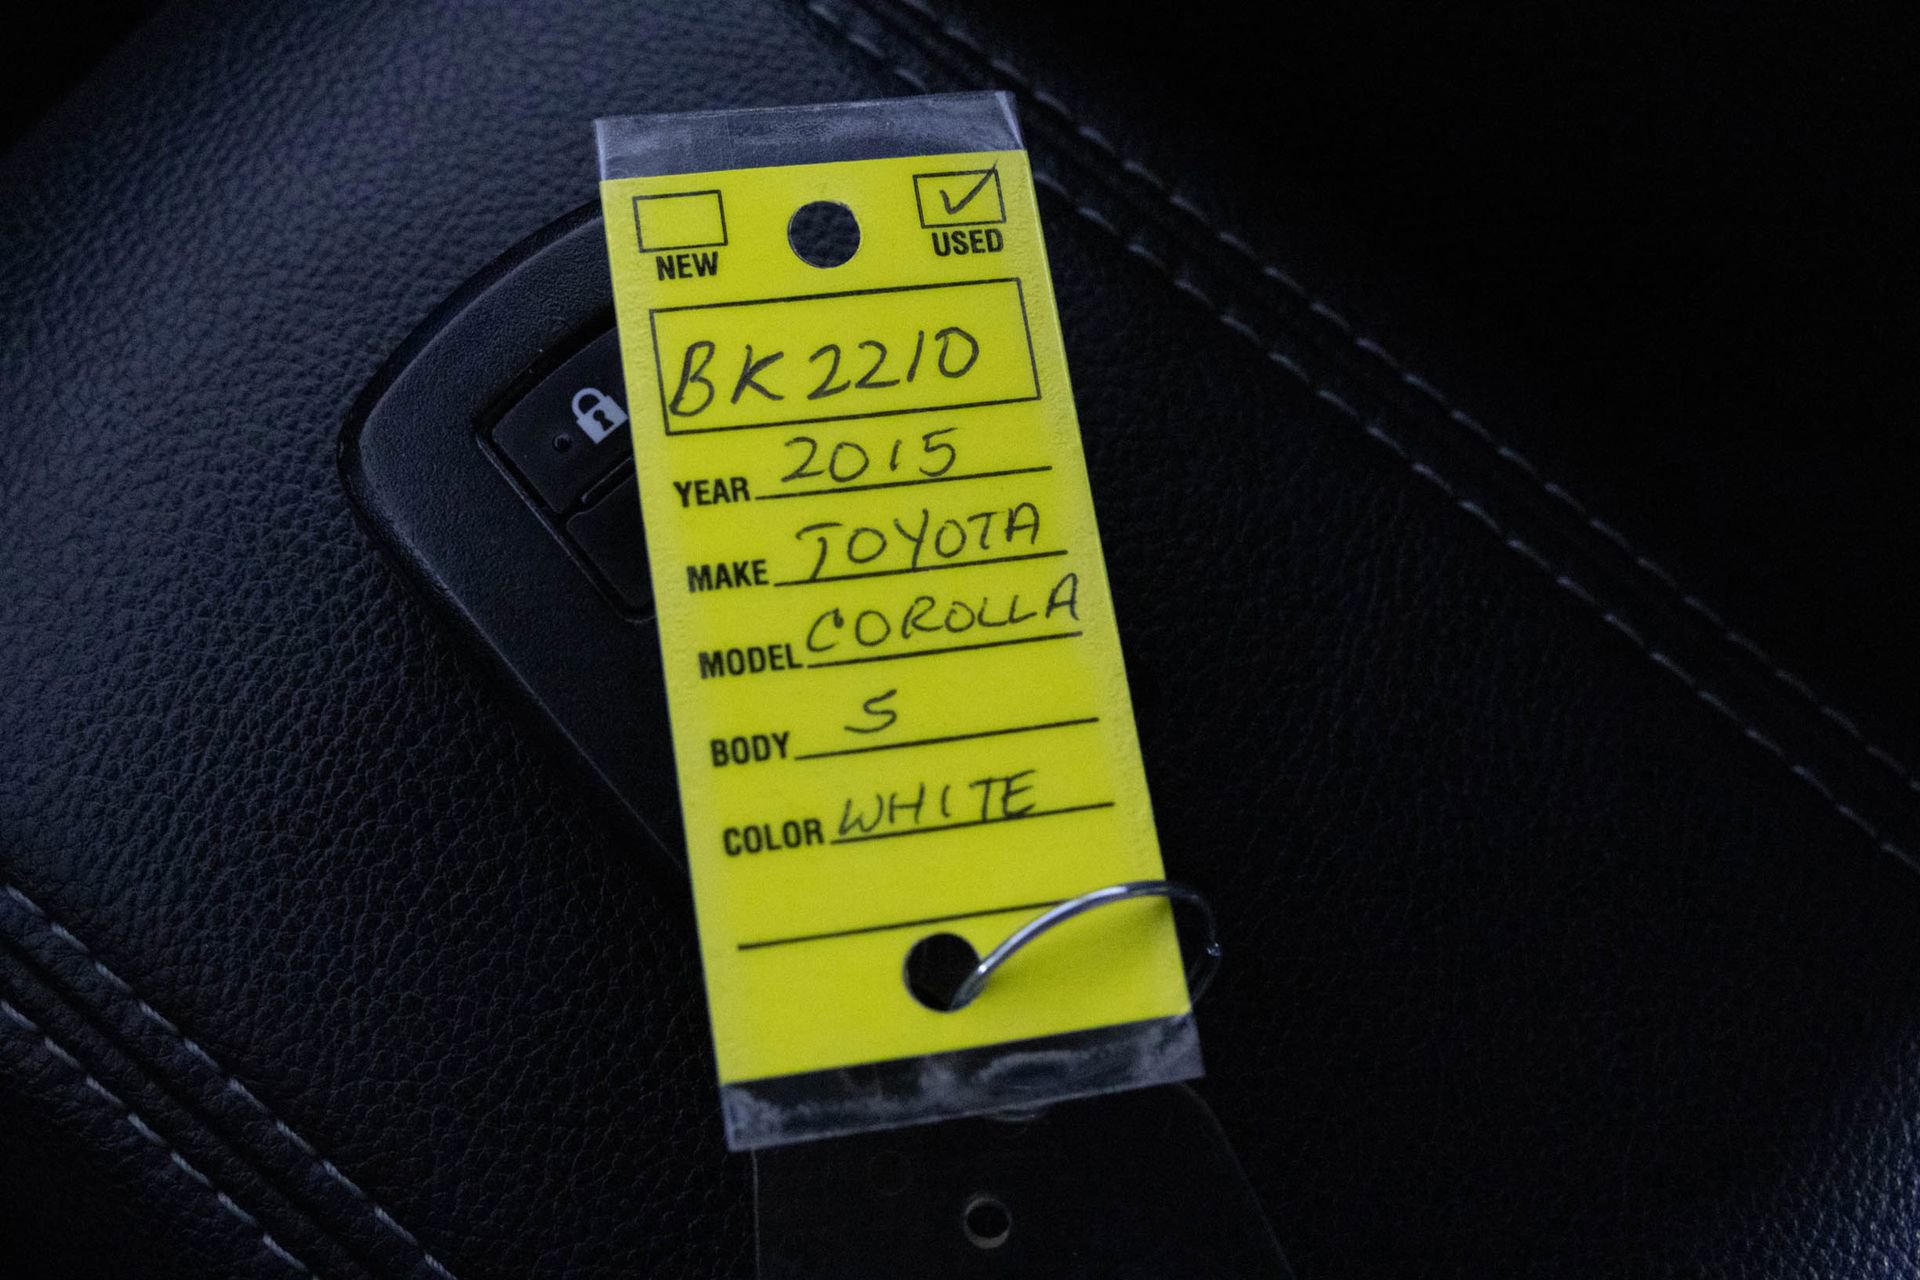 NEW USED
BK2210
YEAR 2015
MAKE TOYOTA
MODEL COROLLA
BODY S
COLOR WHITE